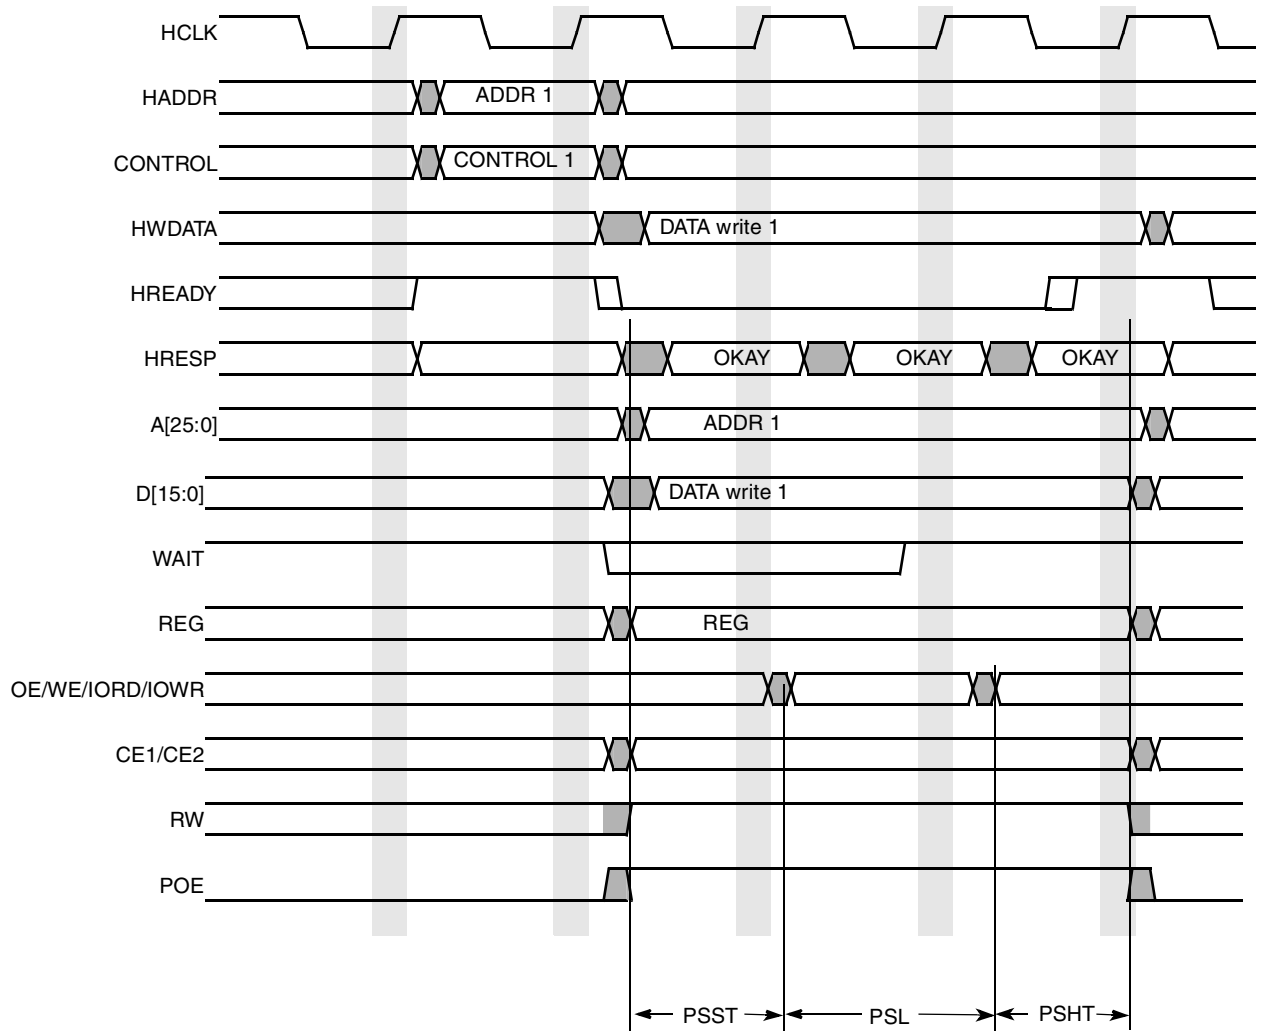 HCLK
HADDR ADDR 1
CONTROL CONTROL 1
HWDATA DATA write 1
HREADY
HRESP OKAY OKAY OKAY
A[25:0] ADDR 1
D[15:0] DATA write 1
WAIT
REG REG
OE/WE/IORD/IOWR
CE1/CE2
RW
POE
PSST PSL PSHT